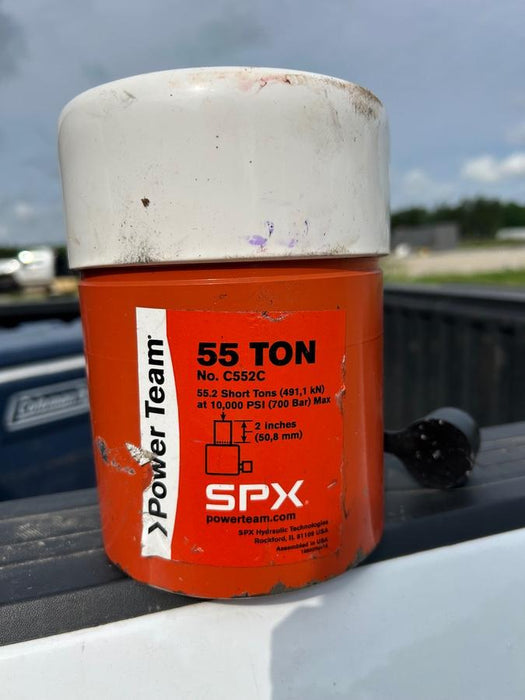 >Power Team
55 TON
No. C552C
55.2 Short Tons (491,1 kN)
at 10,000 PSI (700 Bar) Max
2 inches
(50,8 mm)
SPX
powerteam.com
SPX Hydraulic Technologies
Rockford, IL 61109 USA
Assembled in USA
Coleman